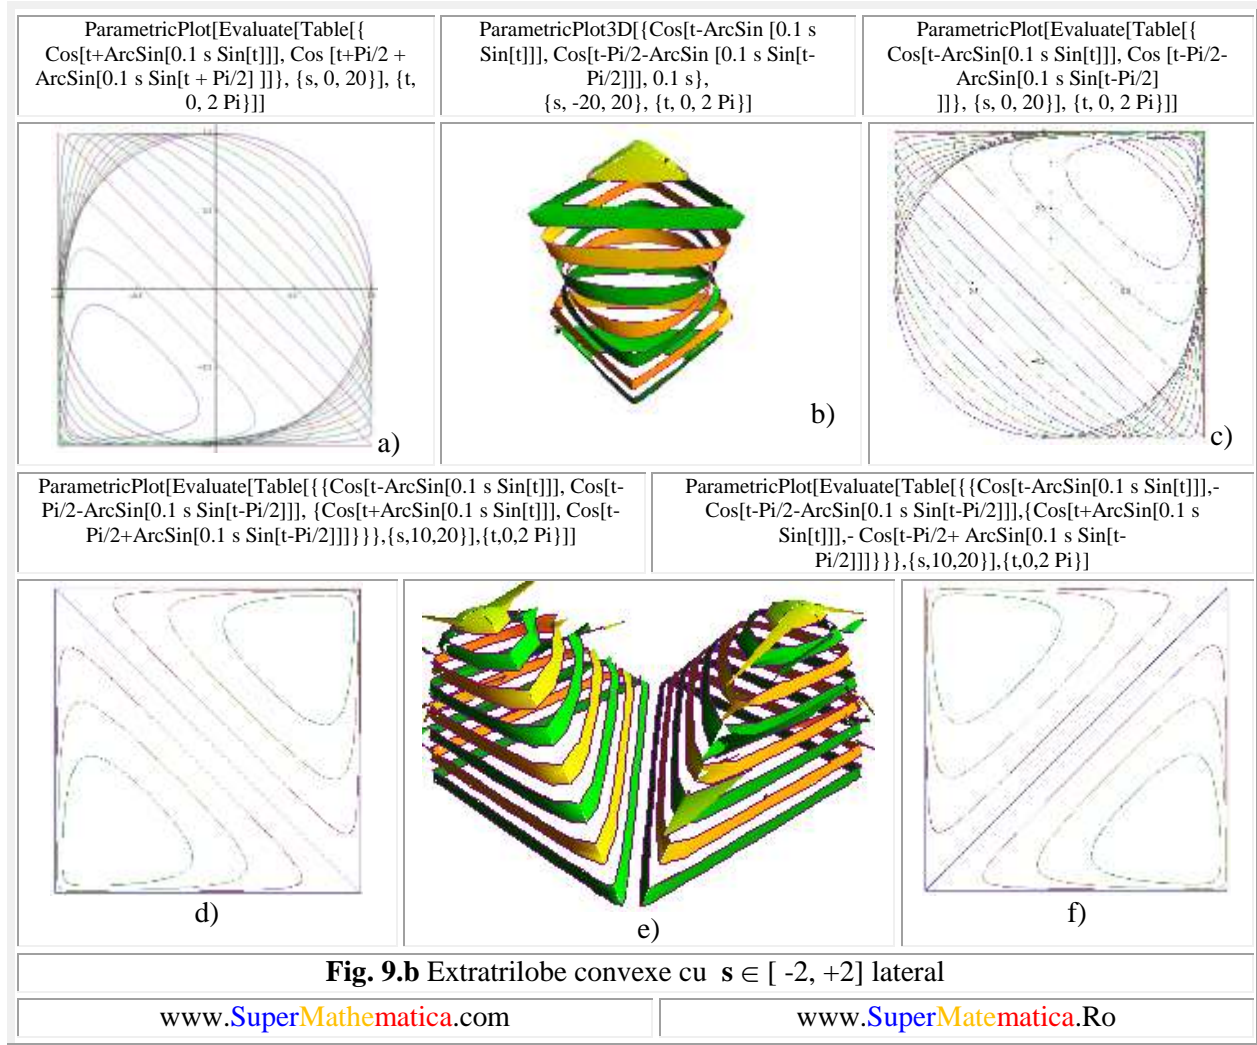 ParametricPlot[Evaluate[Table[{
Cos[t+ArcSin[0.1 s Sin[t]]], Cos [t+Pi/2 +
ArcSin[0.1 s Sin[t + Pi/2] ]]}, {s, 0, 20}], {t,
0, 2 Pi}]]
ParametricPlot3D[{Cos[t-ArcSin [0.1 s
Sin[t]]], Cos[t-Pi/2-ArcSin [0.1 s Sin[t-
Pi/2]]], 0.1 s},
{s, -20, 20}, {t, 0, 2 Pi}]
ParametricPlot[Evaluate[Table[{
Cos[t-ArcSin[0.1 s Sin[t]]], Cos [t-Pi/2-
ArcSin[0.1 s Sin[t-Pi/2]
]]}, {s, 0, 20}], {t, 0, 2 Pi}]]
a)
b)
c)
ParametricPlot[Evaluate[Table[{{Cos[t-ArcSin[0.1 s Sin[t]]], Cos[t-
Pi/2-ArcSin[0.1 s Sin[t-Pi/2]]], {Cos[t+ArcSin[0.1 s Sin[t]]], Cos[t-
Pi/2+ArcSin[0.1 s Sin[t-Pi/2]]]}}},{s,10,20}],{t,0,2 Pi}]]
ParametricPlot[Evaluate[Table[{{Cos[t-ArcSin[0.1 s Sin[t]]],-
Cos[t-Pi/2-ArcSin[0.1 s Sin[t-Pi/2]]],{Cos[t+ArcSin[0.1 s
Sin[t]]],- Cos[t-Pi/2+ ArcSin[0.1 s Sin[t-
Pi/2]]]}}},{s,10,20}],{t,0,2 Pi}]
d)
e)
f)
Fig. 9.b Extratrilobe convexe cu s ∈ [ -2, +2] lateral
www.SuperMathematica.com
www.SuperMatematica.Ro